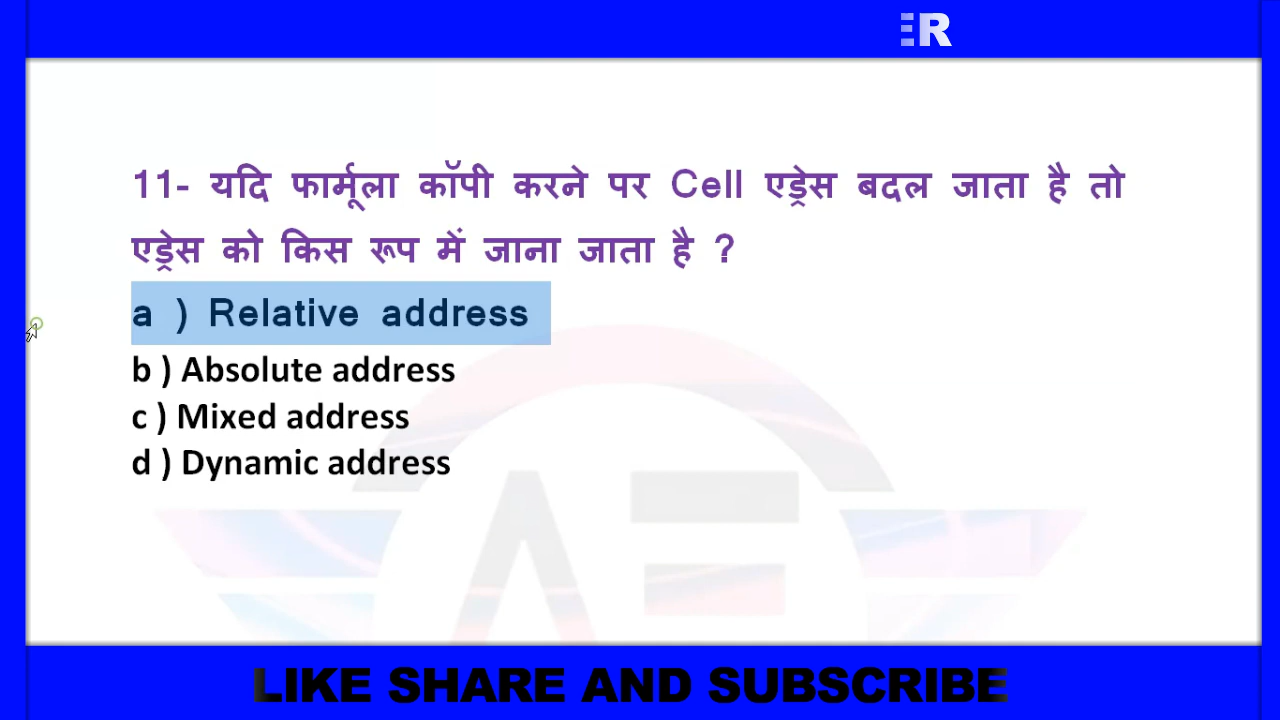 ER
11- यदि फार्मूला कॉपी करने पर Cell एड्रेस बदल जाता है तो
एड्रेस को किस रूप में जाना जाता है ?
a ) Relative address
b ) Absolute address
c ) Mixed address
d ) Dynamic address
LIKE SHARE AND SUBSCRIBE